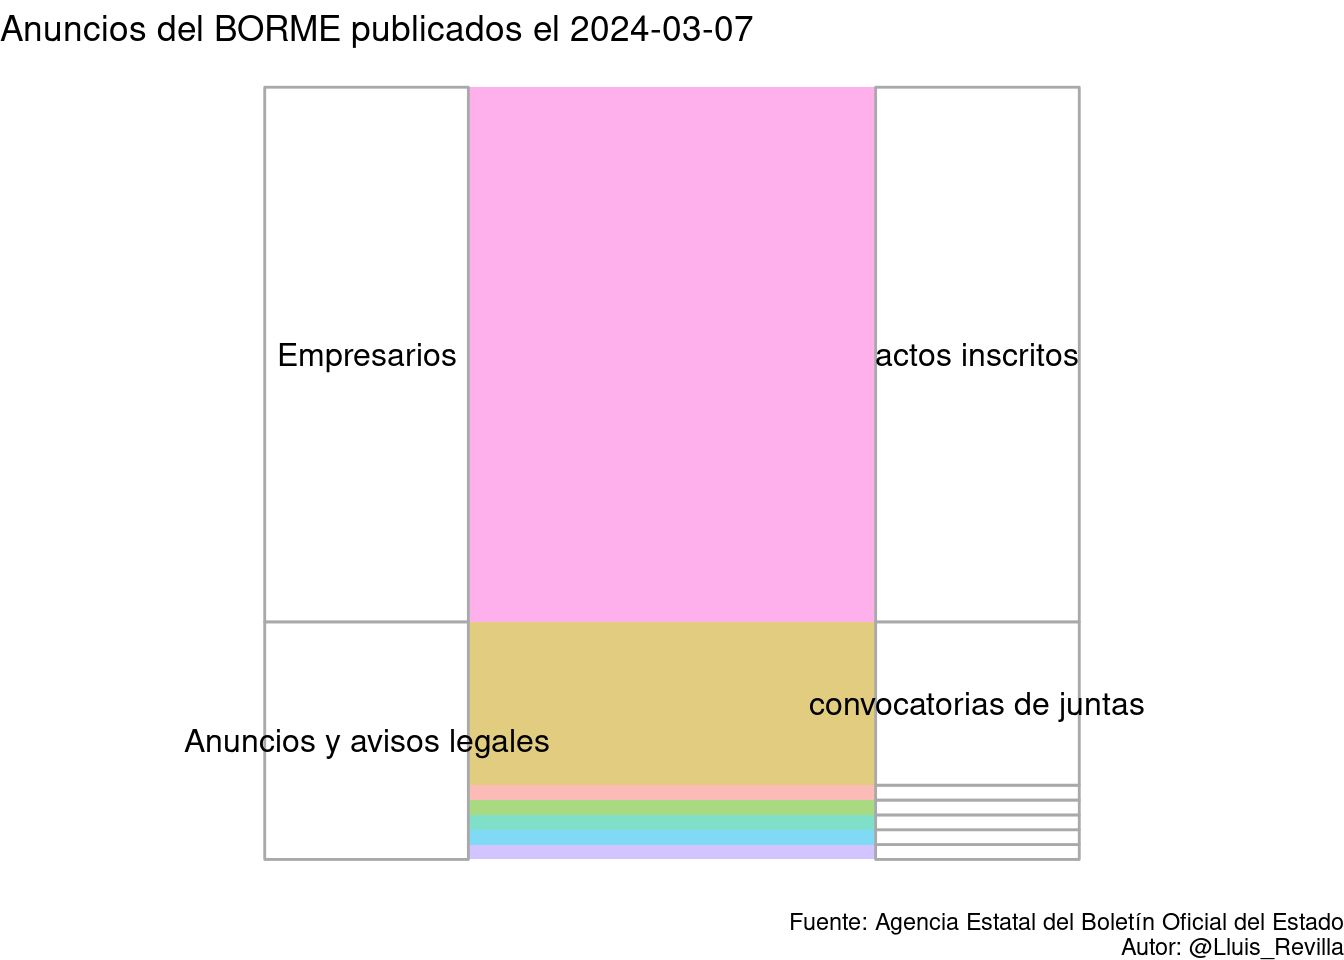 Anuncios del BORME publicados el 2024-03-07
Empresarios
actos inscritos
convocatorias de juntas
Anuncios y avisos legales
Fuente: Agencia Estatal del Boletín Oficial del Estado
Autor: @Lluis_Revilla